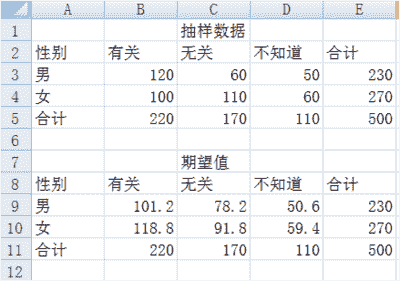 A B C D E
1 抽样数据
2 性别 有关 无关 不知道 合计
3 男 120 60 50 230
4 女 100 110 60 270
5 合计 220 170 110 500
6
7 期望值
8 性别 有关 无关 不知道 合计
9 男 101.2 78.2 50.6 230
10 女 118.8 91.8 59.4 270
11 合计 220 170 110 500
12